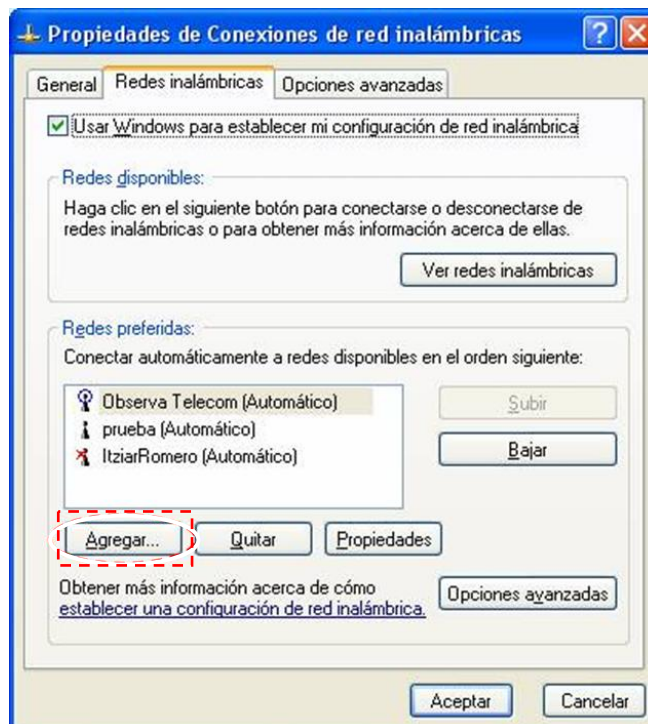 Propiedades de Conexiones de red inalámbricas
General Redes inalámbricas Opciones avanzadas
Usar Windows para establecer mi configuración de red inalámbrica
Redes disponibles:
Haga clic en el siguiente botón para conectarse o desconectarse de
redes inalámbricas o para obtener más información acerca de ellas.
Ver redes inalámbricas
Redes preferidas:
Conectar automáticamente a redes disponibles en el orden siguiente:
Observa Telecom (Automático)
prueba (Automático)
ItziarRomero (Automático)
Subir
Bajar
Agregar... Quitar Propiedades
Obtener más información acerca de cómo
establecer una configuración de red inalámbrica.
Opciones avanzadas
Aceptar Cancelar